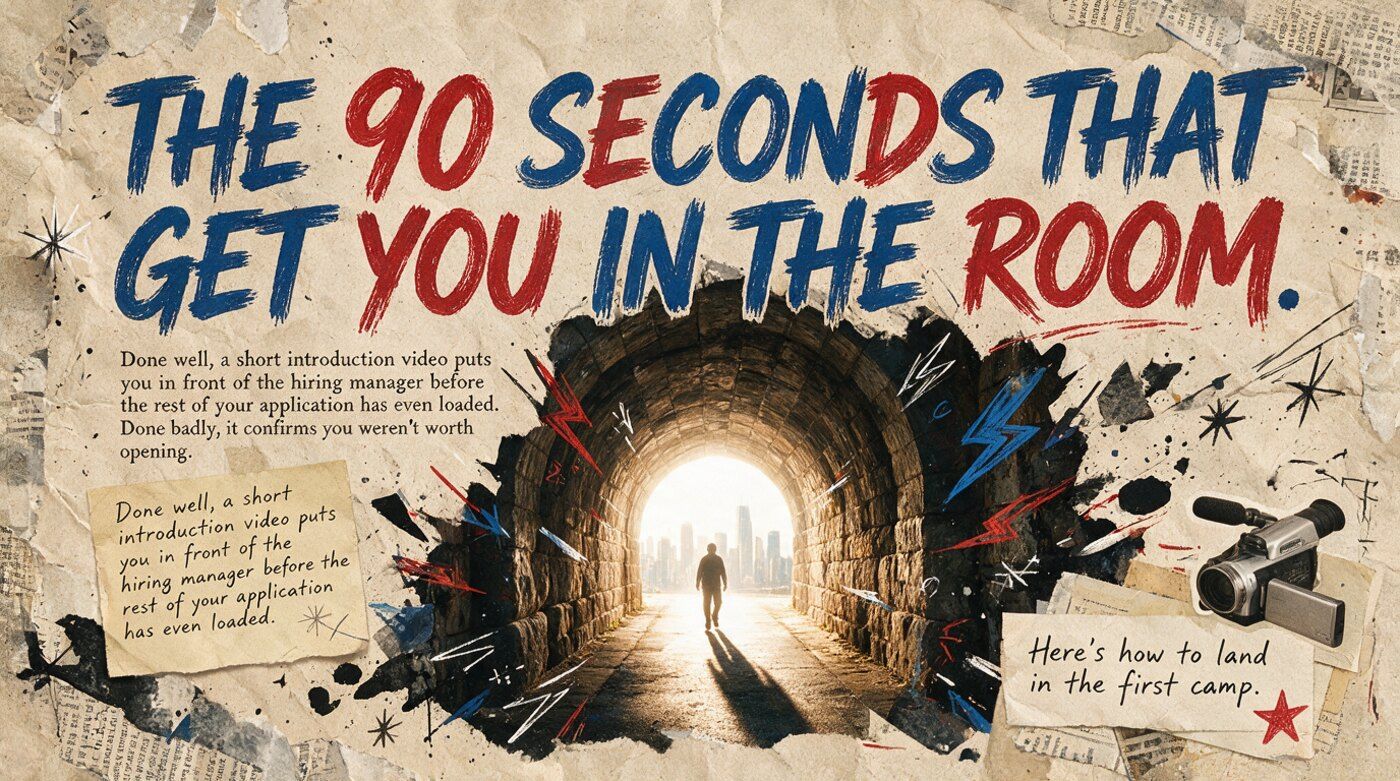 THE 90 SECONDS THAT
GET YOU IN THE ROOM.
Done well, a short introduction video puts
you in front of the hiring manager before
the rest of your application has even loaded.
Done badly, it confirms you weren't worth
opening.
Done well, a short
introduction video puts
you in front of the
hiring manager before the
rest of your application
has even loaded.
Here's how to land
in the first camp.